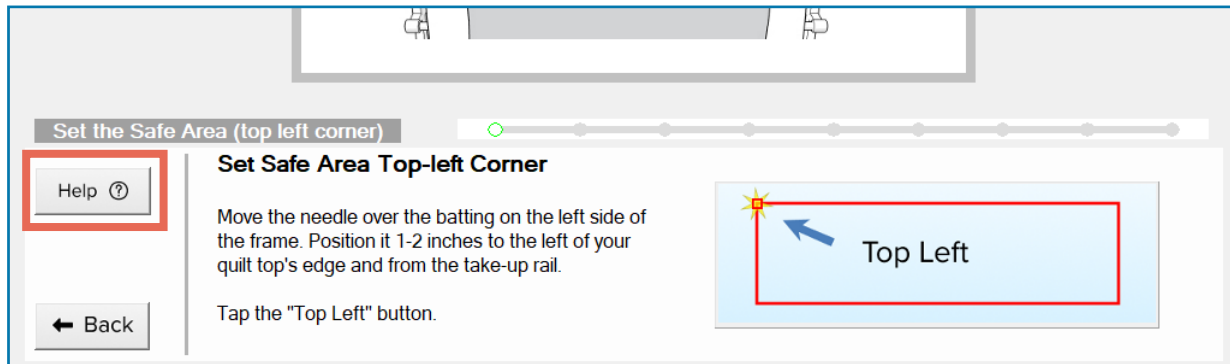 Set the Safe Area (top left corner)
Help ?
Set Safe Area Top-left Corner
Move the needle over the batting on the left side of
the frame. Position it 1-2 inches to the left of your
quilt top's edge and from the take-up rail.
Tap the "Top Left" button.
Top Left
Back